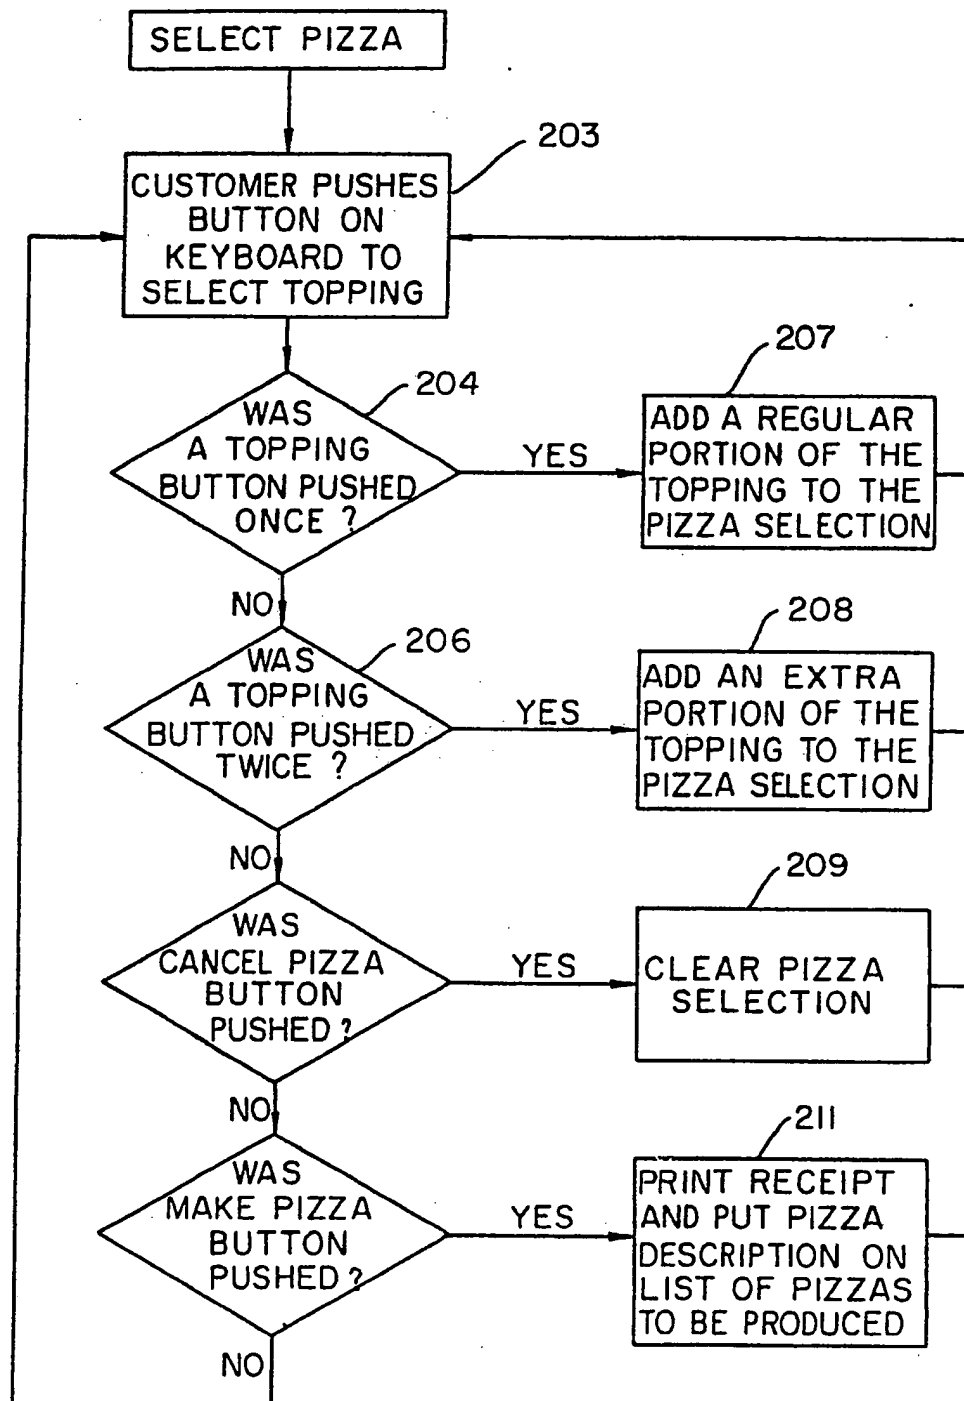 SELECT PIZZA
203
CUSTOMER PUSHES
BUTTON ON
KEYBOARD TO
SELECT TOPPING
204
WAS
A TOPPING
BUTTON PUSHED
ONCE ?
YES
207
ADD A REGULAR
PORTION OF THE
TOPPING TO THE
PIZZA SELECTION
NO
206
WAS
A TOPPING
BUTTON PUSHED
TWICE ?
YES
208
ADD AN EXTRA
PORTION OF THE
TOPPING TO THE
PIZZA SELECTION
NO
WAS
CANCEL PIZZA
BUTTON
PUSHED ?
YES
209
CLEAR PIZZA
SELECTION
NO
WAS
MAKE PIZZA
BUTTON
PUSHED ?
YES
211
PRINT RECEIPT
AND PUT PIZZA
DESCRIPTION ON
LIST OF PIZZAS
TO BE PRODUCED
NO